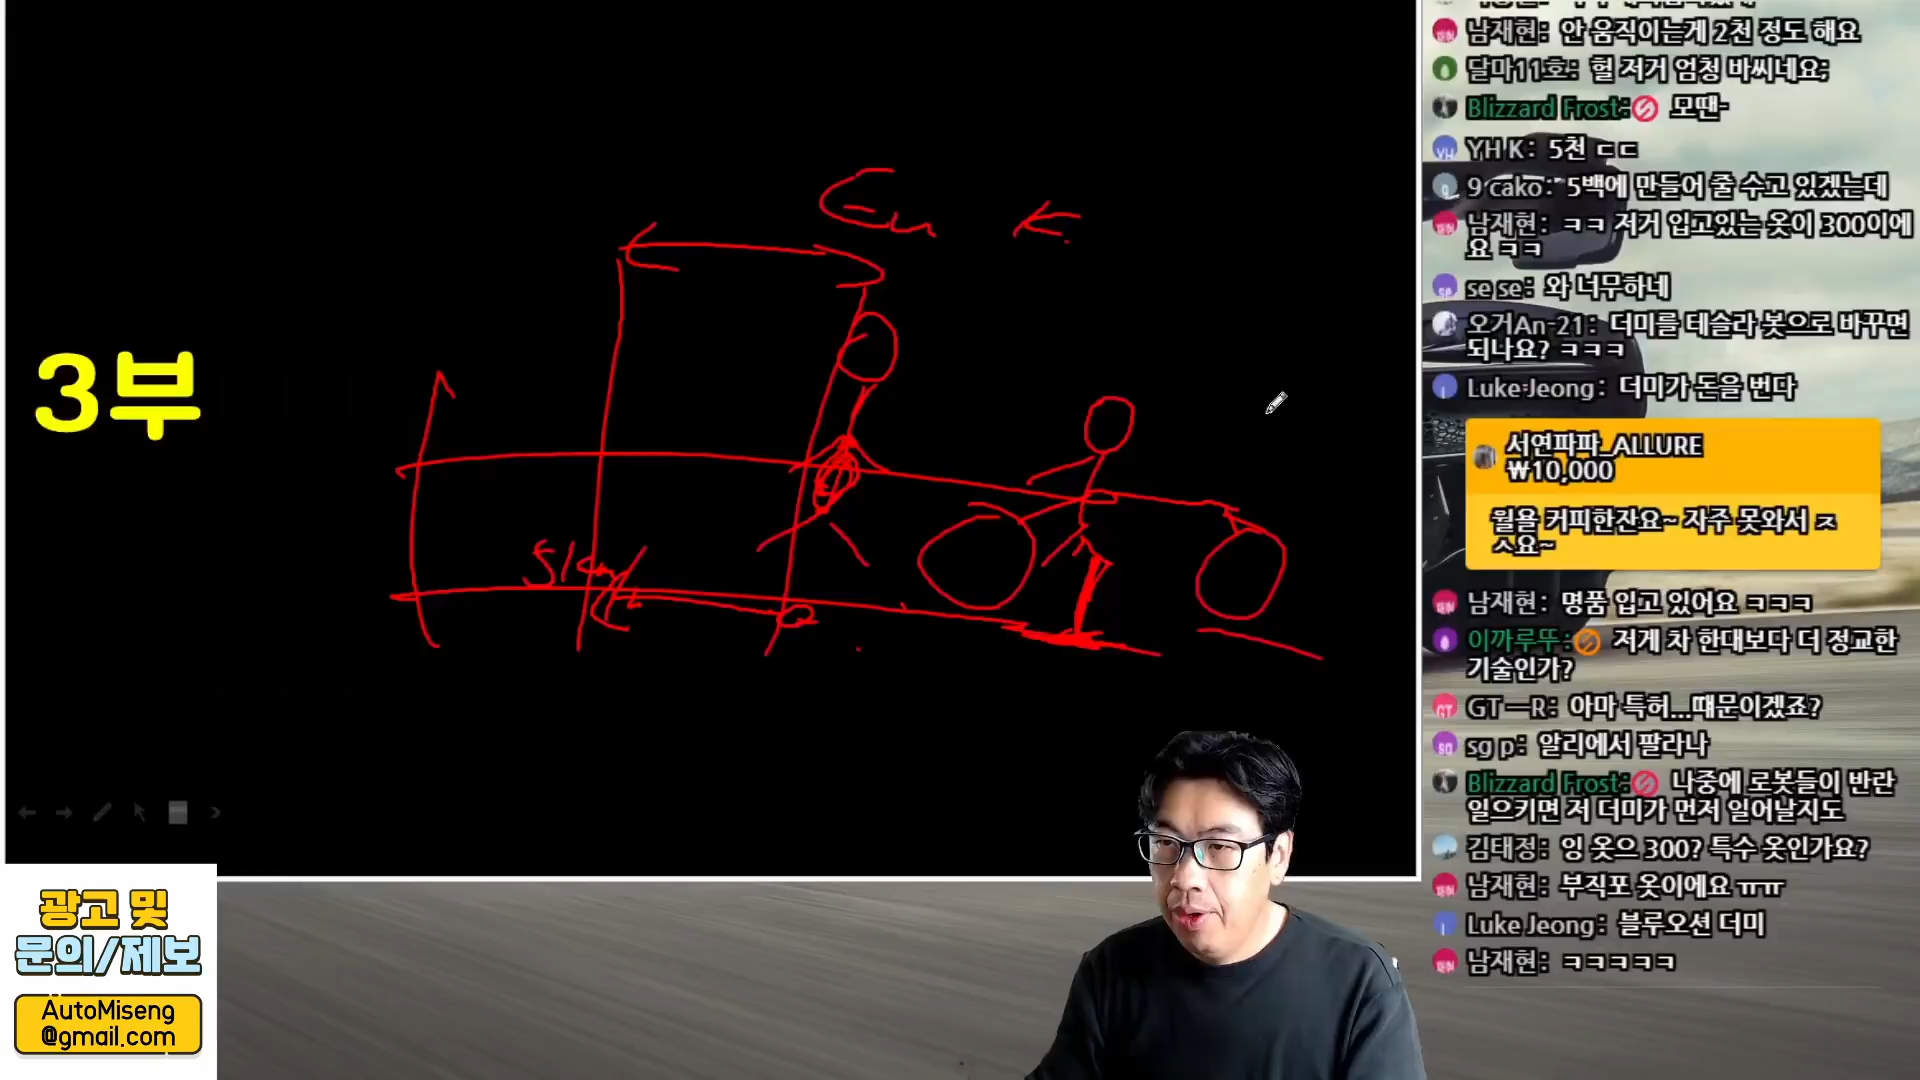 3부
광고 및
문의/제보
AutoMiseng
@gmail.com
남재현: 안 움직이는게 2천 정도 해요
달마11호: 헐 저거 엄청 바씨네요;
Blizzard Frost: 모땐-
YH K: 5천 ㄷㄷ
9 cako: 5백에 만들어 줄 수고 있겠는데
남재현: ㅋㅋ 저거 입고있는 옷이 300이에
요 ㅋㅋ
se se: 와 너무하네
오거An-21: 더미를 테슬라 봇으로 바꾸면
되나요? ㅋㅋㅋ
Luke Jeong: 더미가 돈을 번다
서연파파_ALLURE
₩10,000
월욜 커피한잔요~ 자주 못와서 ㅈ
ㅅ요~
남재현: 명품 입고 있어요 ㅋㅋㅋ
이까루뚜: 저게 차 한대보다 더 정교한
기술인가?
GT—R: 아마 특허...떄문이겠죠?
sg p: 알리에서 팔라나
Blizzard Frost: 나중에 로봇들이 반란
일으키면 저 더미가 먼저 일어날지도
김태정: 잉 옷으 300? 특수 옷인가요?
남재현: 부직포 옷이에요 ㅠㅠ
Luke Jeong: 블루오션 더미
남재현: ㅋㅋㅋㅋㅋ